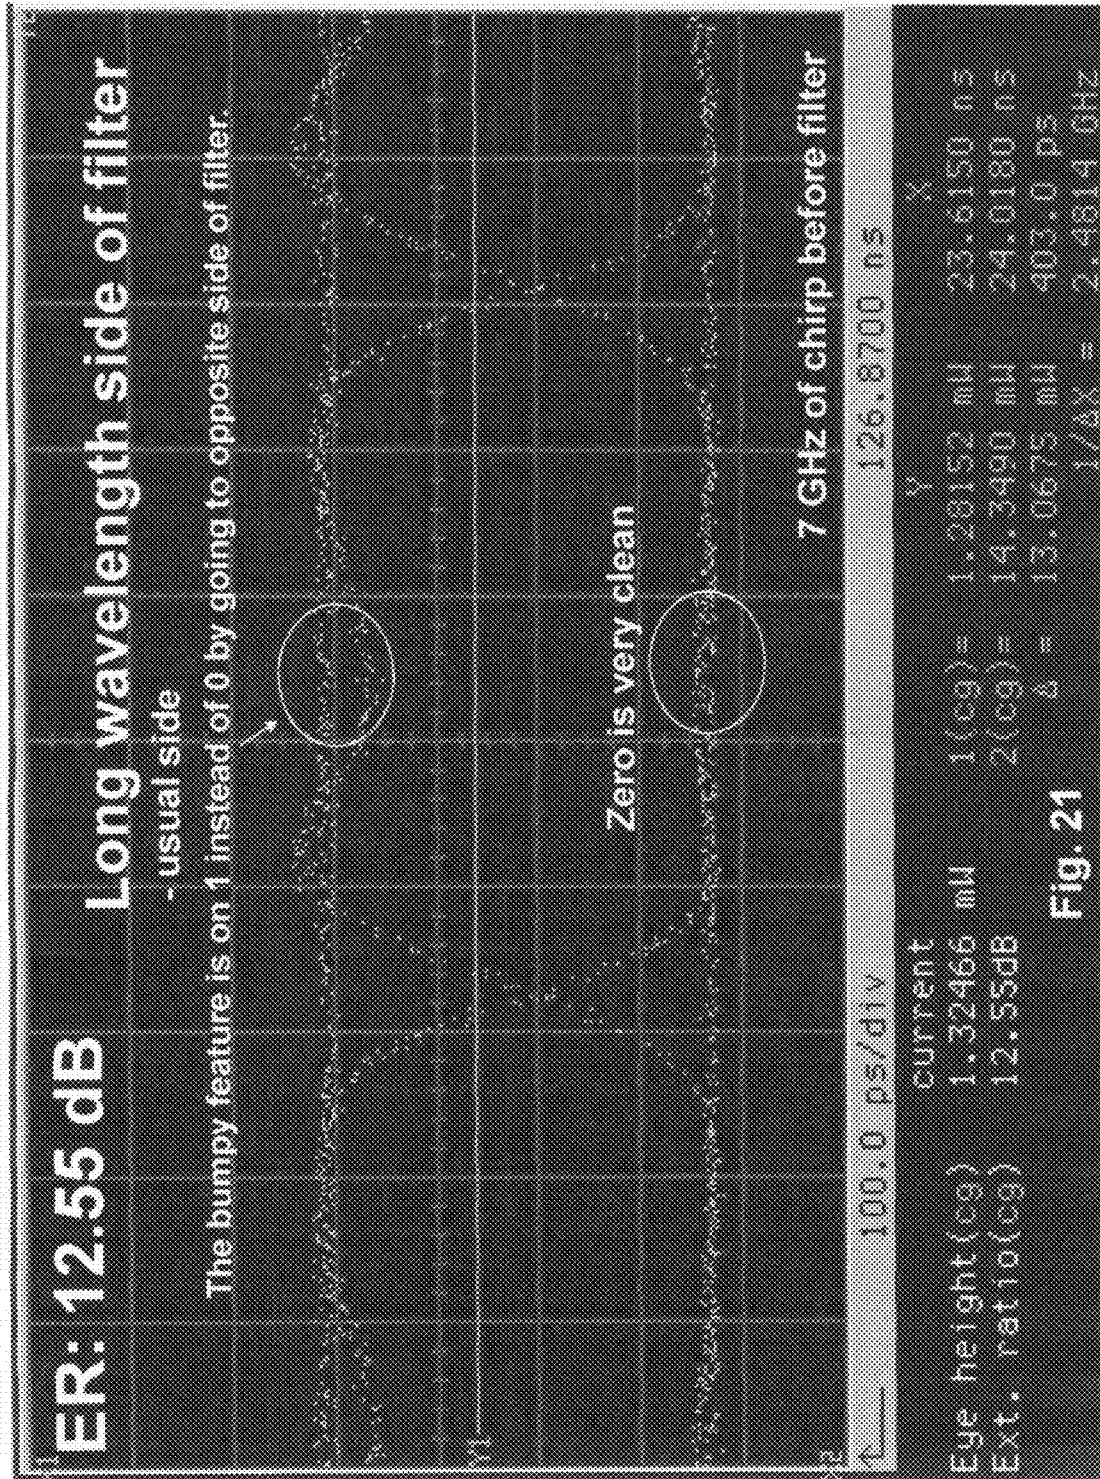 ER: 12.55 dB
Long wavelength side of filter
- usual side
The bumpy feature is on 1 instead of 0 by going to opposite side of filter.
Zero is very clean
7 GHz of chirp before filter
Y1
100.0 ps/div 126.8700 ns
current Y X
Eye height(cg) 1.32466 mW 1(cg)= 1.28152 mW 23.6150 ns
Ext. ratio(cg) 12.55dB 2(cg)= 14.3490 mW 24.0180 ns
Δ = 13.0675 mW 403.0 ps
1/ΔX = 2.4814 GHz
Fig. 21